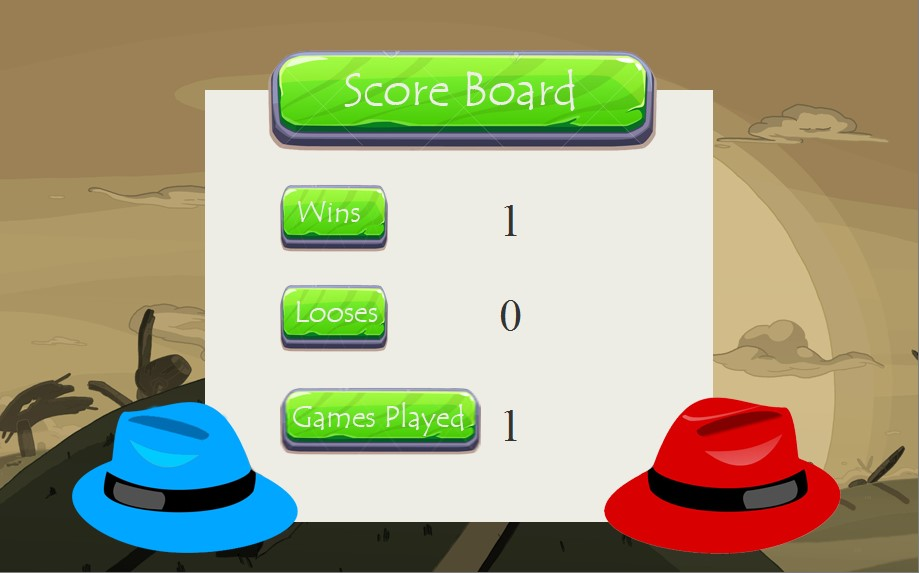 Score Board
Wins 1
Looses 0
Games Played 1